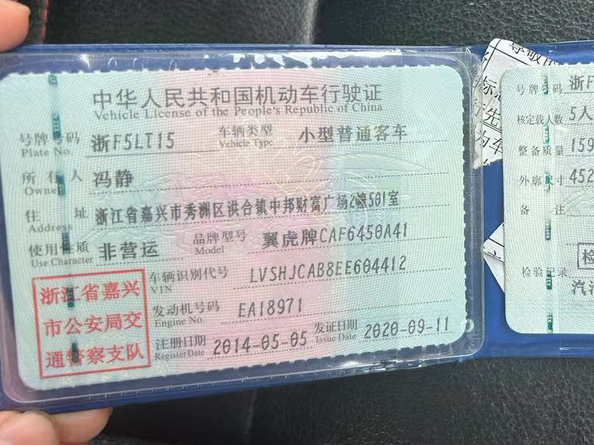 中华人民共和国机动车行驶证
Vehicle License of the People's Republic of China
号牌号码 浙F5LT15 车辆类型 小型普通客车
Plate No. Vehicle Type
所有人 冯静
Owner
住址 浙江省嘉兴市秀洲区洪合镇中邦财富广场2幢501室
使用性质 非营运 品牌型号 翼虎牌CAF6450A41
Use Character Model
浙江省嘉兴
市公安局交
通警察支队
车辆识别代号 LVSHJCAB8EE604412
VIN
发动机号码 EA18971
Engine No.
注册日期 2014-05-05 发证日期 2020-09-11
Register Date Issue Date
号牌号码 浙F
核定载人数 5人
整备质量 159
外廓尺寸 452
备注
检验记录
检
汽